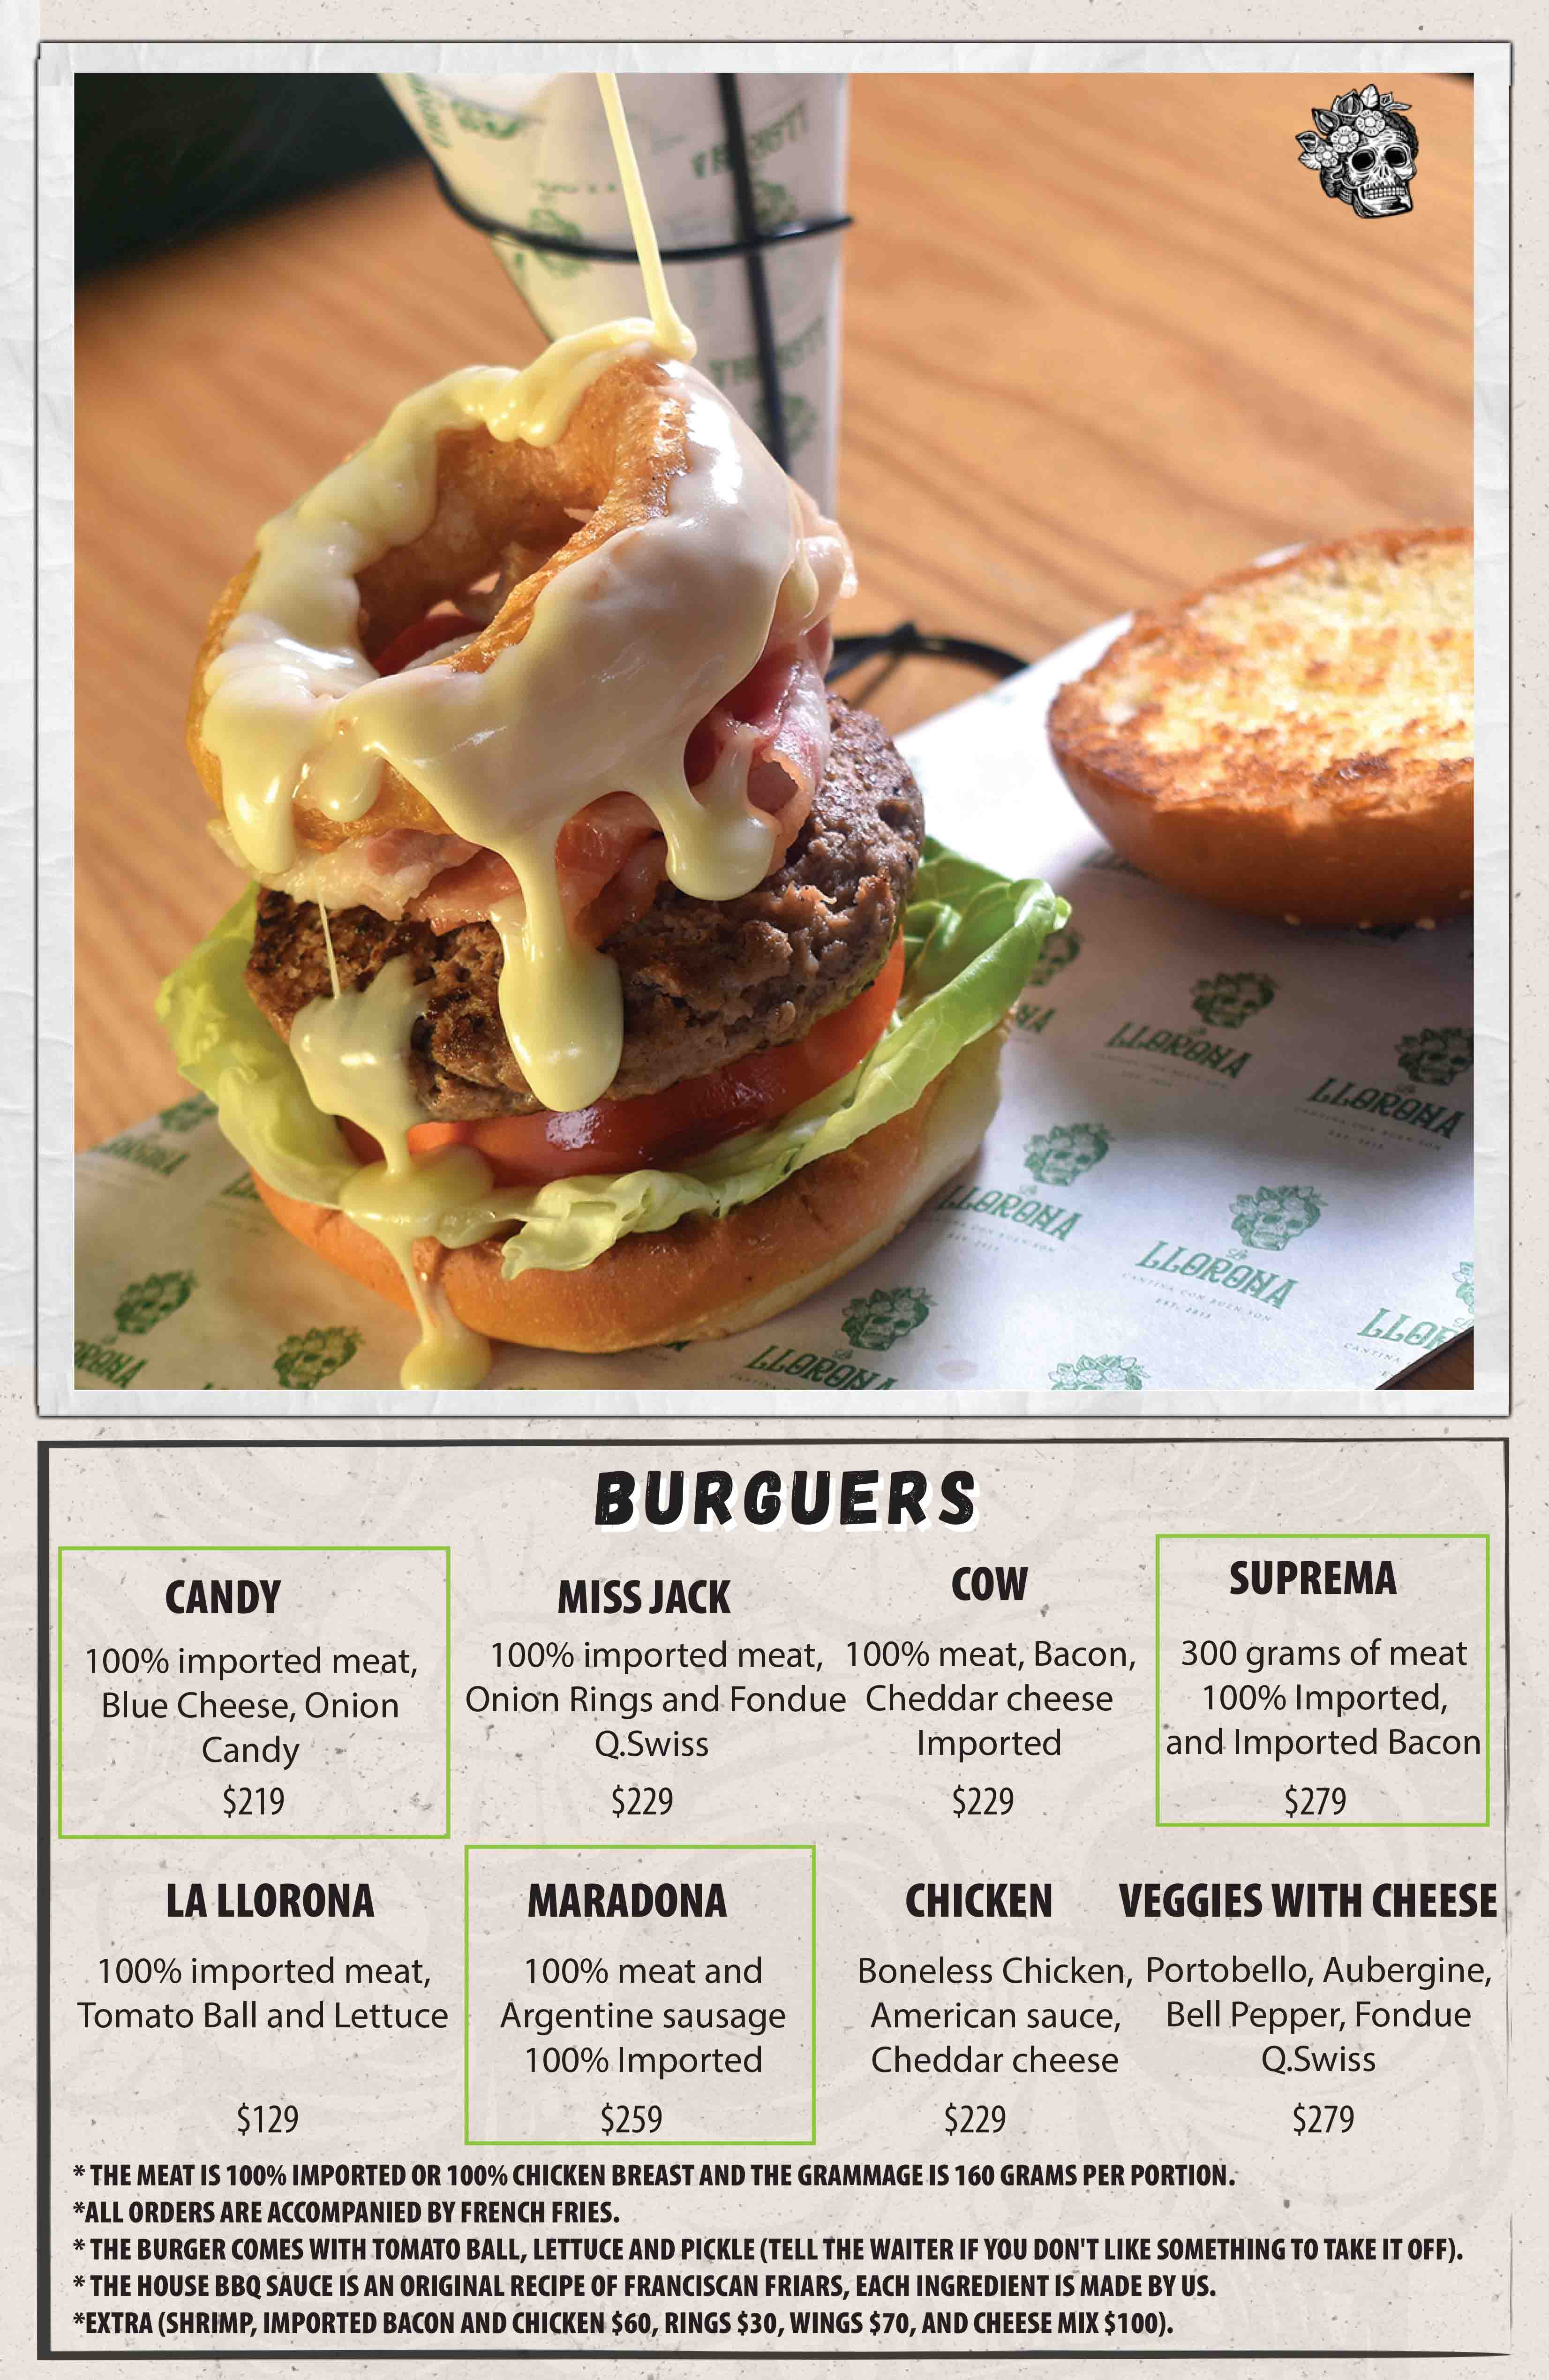 LLORONA
LLORONA
LLORONA
LLORONA
CANTINA CON BUEN SON
EST. 2015
LLORONA
BURGUERS
CANDY
100% imported meat,
Blue Cheese, Onion
Candy
$219
MISS JACK
100% imported meat,
Onion Rings and Fondue
Q.Swiss
$229
COW
100% meat, Bacon,
Cheddar cheese
Imported
$229
SUPREMA
300 grams of meat
100% Imported,
and Imported Bacon
$279
LA LLORONA
100% imported meat,
Tomato Ball and Lettuce
$129
MARADONA
100% meat and
Argentine sausage
100% Imported
$259
CHICKEN
Boneless Chicken,
American sauce,
Cheddar cheese
$229
VEGGIES WITH CHEESE
Portobello, Aubergine,
Bell Pepper, Fondue
Q.Swiss
$279
* THE MEAT IS 100% IMPORTED OR 100% CHICKEN BREAST AND THE GRAMMAGE IS 160 GRAMS PER PORTION.
*ALL ORDERS ARE ACCOMPANIED BY FRENCH FRIES.
* THE BURGER COMES WITH TOMATO BALL, LETTUCE AND PICKLE (TELL THE WAITER IF YOU DON'T LIKE SOMETHING TO TAKE IT OFF).
* THE HOUSE BBQ SAUCE IS AN ORIGINAL RECIPE OF FRANCISCAN FRIARS, EACH INGREDIENT IS MADE BY US.
*EXTRA (SHRIMP, IMPORTED BACON AND CHICKEN $60, RINGS $30, WINGS $70, AND CHEESE MIX $100).